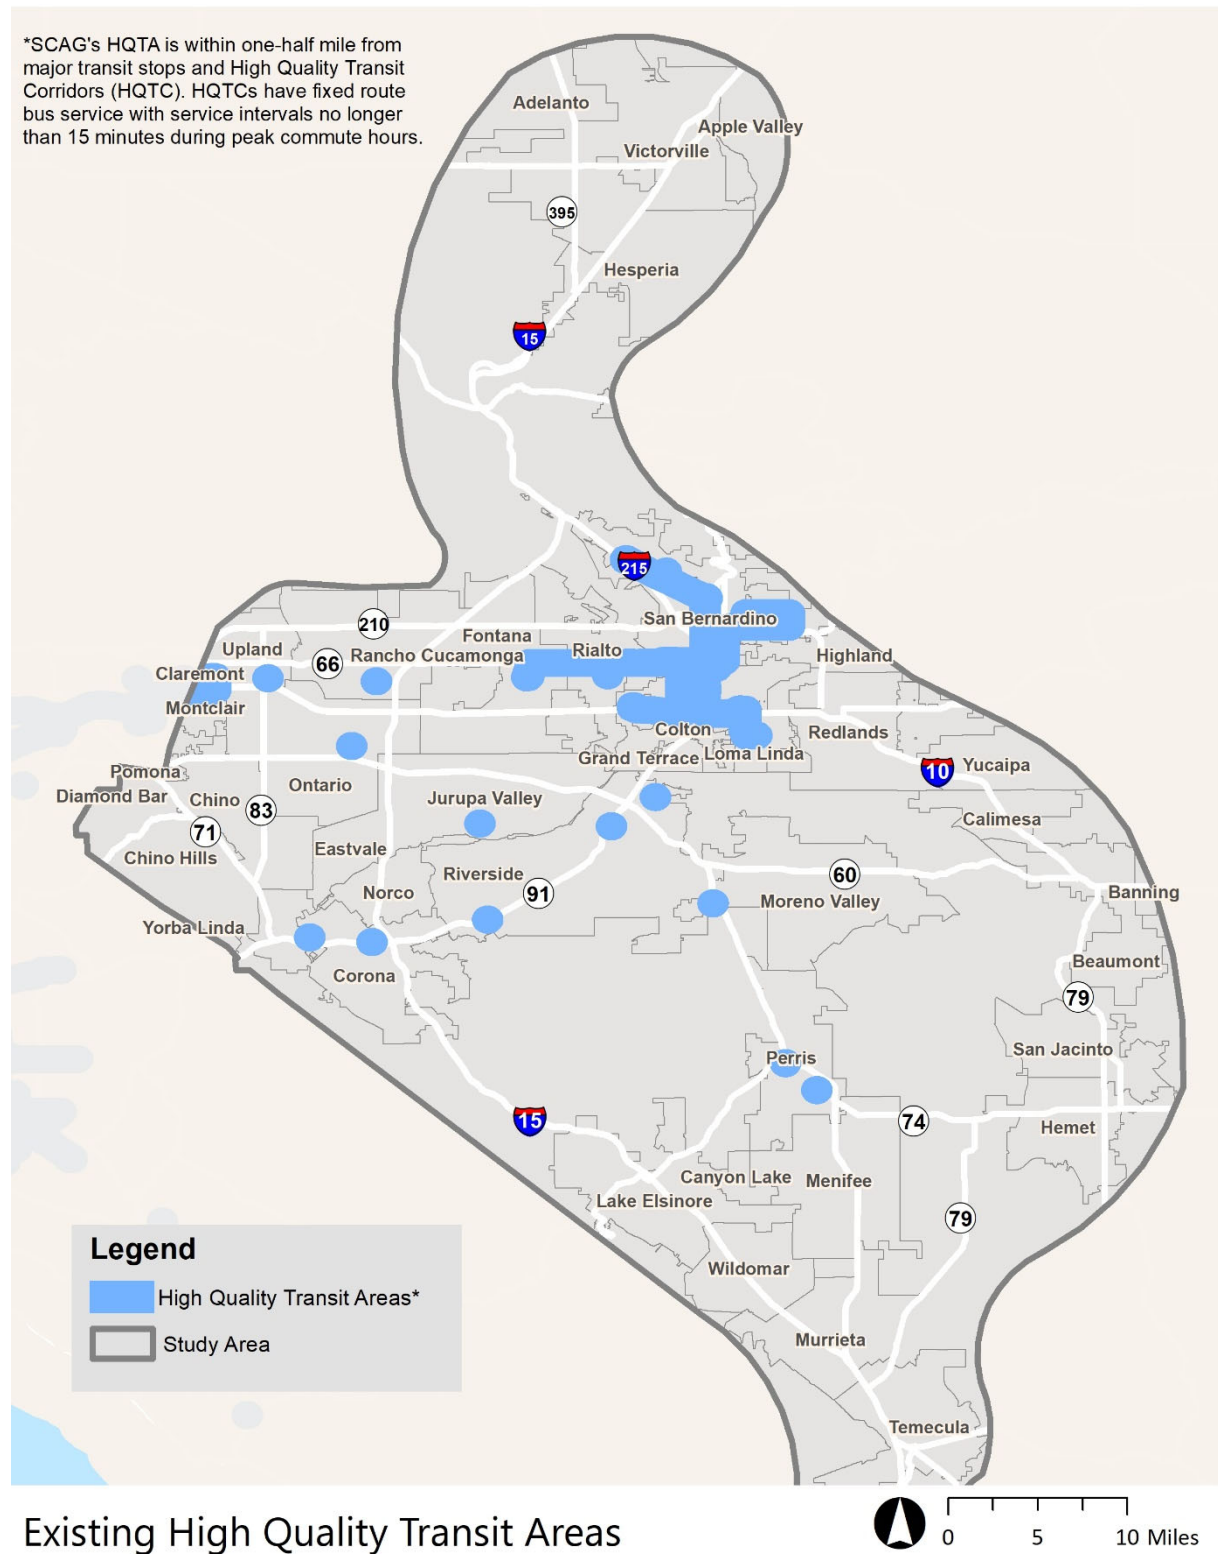 *SCAG's HQTA is within one-half mile from
major transit stops and High Quality Transit
Corridors (HQTC). HQTCs have fixed route
bus service with service intervals no longer
than 15 minutes during peak commute hours.
Adelanto
Apple Valley
Victorville
395
Hesperia
15
215
San Bernardino
210
Fontana
Upland
Rialto
66
Rancho Cucamonga
Highland
Claremont
Montclair
Colton
Redlands
Grand Terrace
Loma Linda
Pomona
10
Yucaipa
Ontario
Diamond Bar
Chino
83
Jurupa Valley
Calimesa
71
Eastvale
Chino Hills
Riverside
60
Norco
91
Banning
Moreno Valley
Yorba Linda
Beaumont
Corona
79
San Jacinto
Perris
15
74
Hemet
Canyon Lake
Menifee
Lake Elsinore
79
Wildomar
Murrieta
Temecula
Legend
High Quality Transit Areas*
Study Area
Existing High Quality Transit Areas
0 5 10 Miles